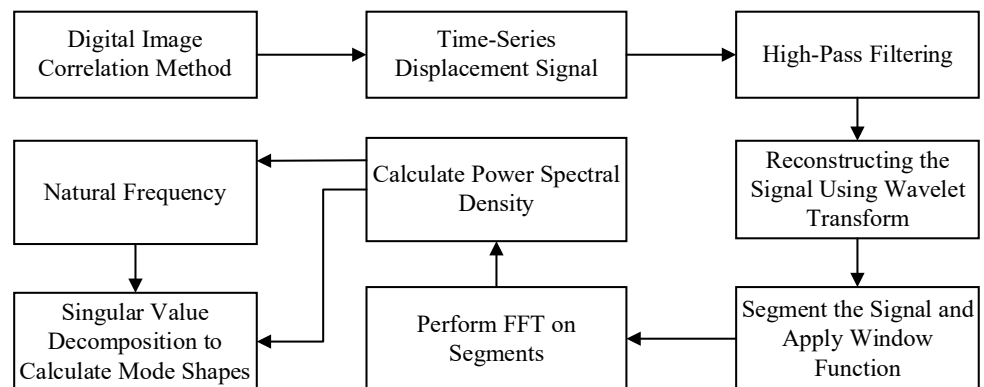 Digital Image
Correlation Method
Time-Series
Displacement Signal
High-Pass Filtering
Reconstructing the
Signal Using Wavelet
Transform
Segment the Signal and
Apply Window
Function
Perform FFT on
Segments
Calculate Power Spectral
Density
Natural Frequency
Singular Value
Decomposition to
Calculate Mode Shapes